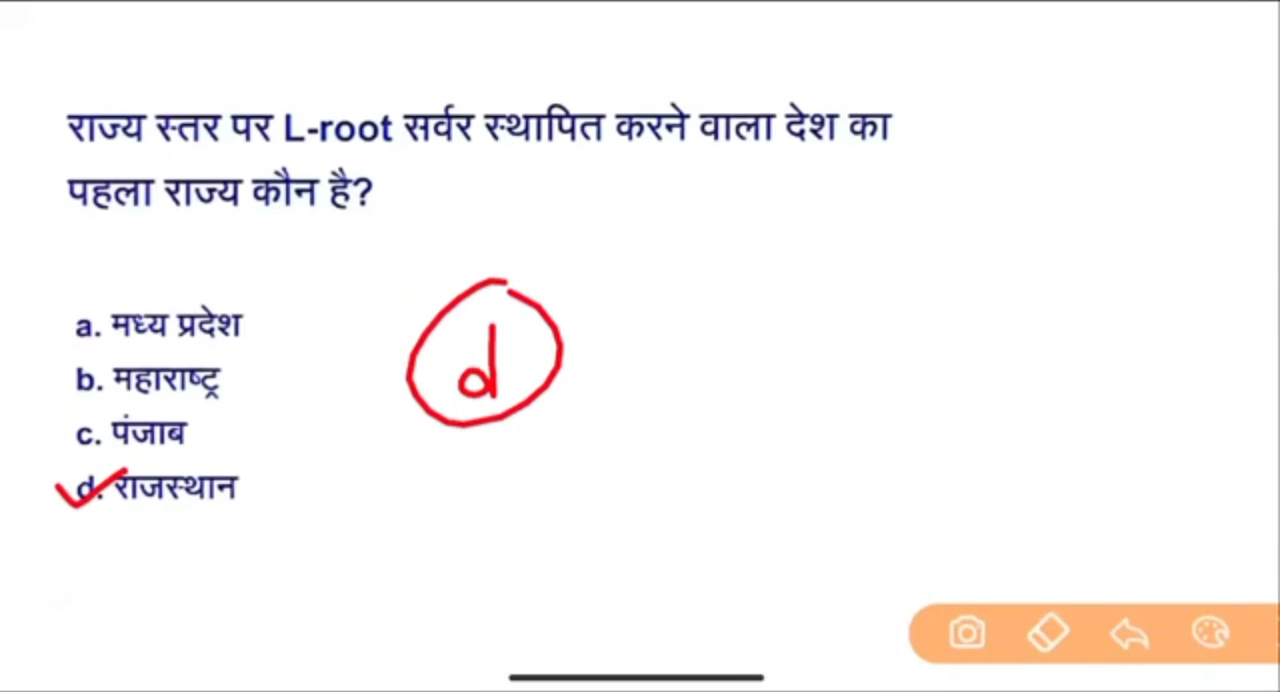 राज्य स्तर पर L-root सर्वर स्थापित करने वाला देश का
पहला राज्य कौन है?
a. मध्य प्रदेश
b. महाराष्ट्र
c. पंजाब
d. राजस्थान
d